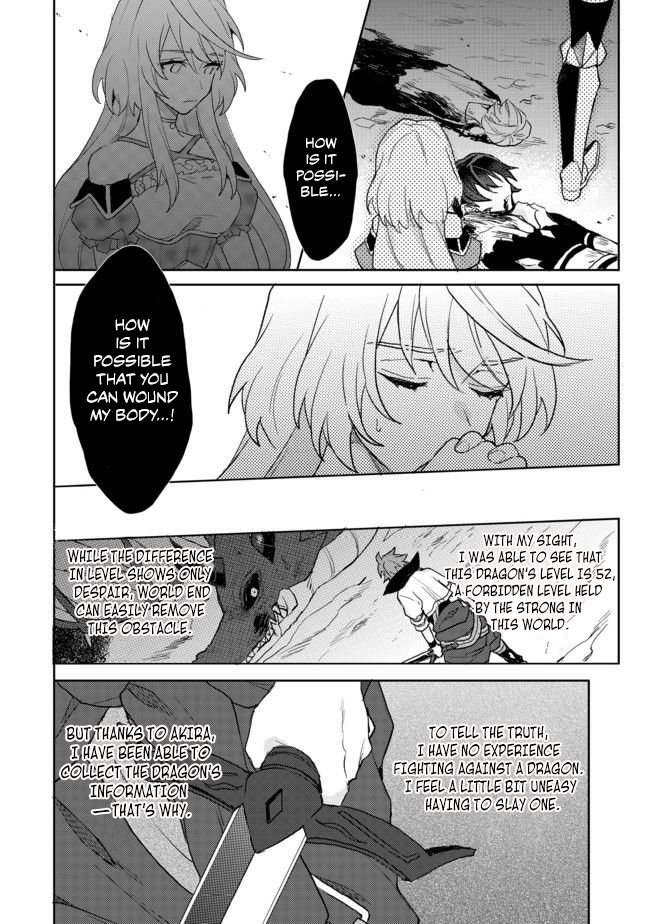 HOW
IS IT
POSSI-
BLE...
HOW
IS IT
POSSIBLE
THAT YOU
CAN WOUND
MY BODY...!
WITH MY SIGHT,
I WAS ABLE TO SEE THAT
THIS DRAGON'S LEVEL IS 52,
A FORBIDDEN LEVEL HELD
BY THE STRONG IN
THIS WORLD.
WHILE THE DIFFERENCE
IN LEVEL SHOWS ONLY
DESPAIR, WORLD END
CAN EASILY REMOVE
THIS OBSTACLE.
TO TELL THE TRUTH,
I HAVE NO EXPERIENCE
FIGHTING AGAINST A DRAGON.
I FEEL A LITTLE BIT UNEASY
HAVING TO SLAY ONE.
BUT THANKS TO AKIRA,
I HAVE BEEN ABLE TO
COLLECT THE DRAGON'S
INFORMATION
—THAT'S WHY.